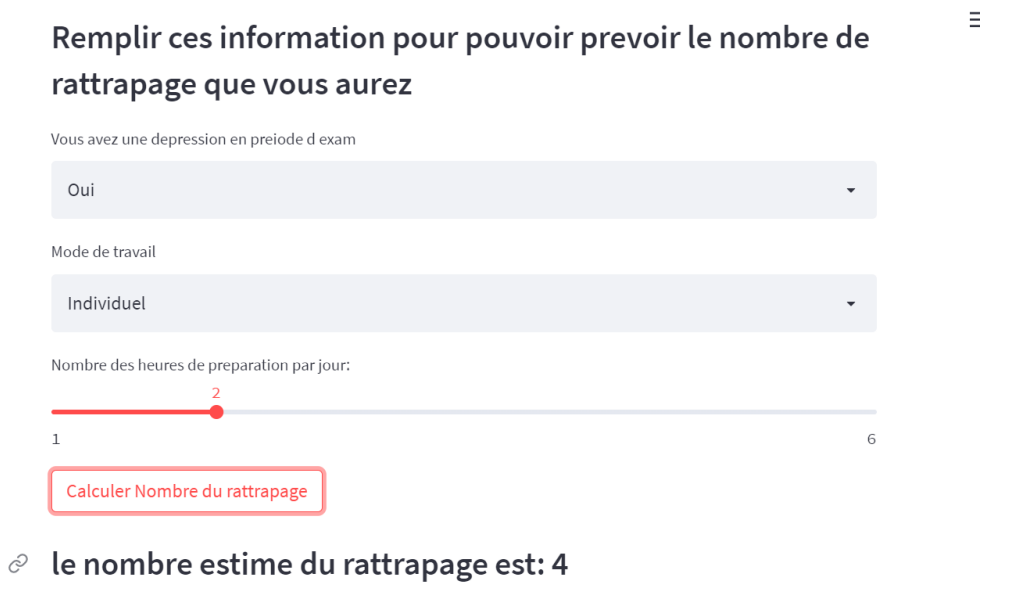 Remplir ces information pour pouvoir prevoir le nombre de
rattrapage que vous aurez
Vous avez une depression en preiode d exam
Oui
Mode de travail
Individuel
Nombre des heures de preparation par jour:
2
1 6
Calculer Nombre du rattrapage
le nombre estime du rattrapage est: 4